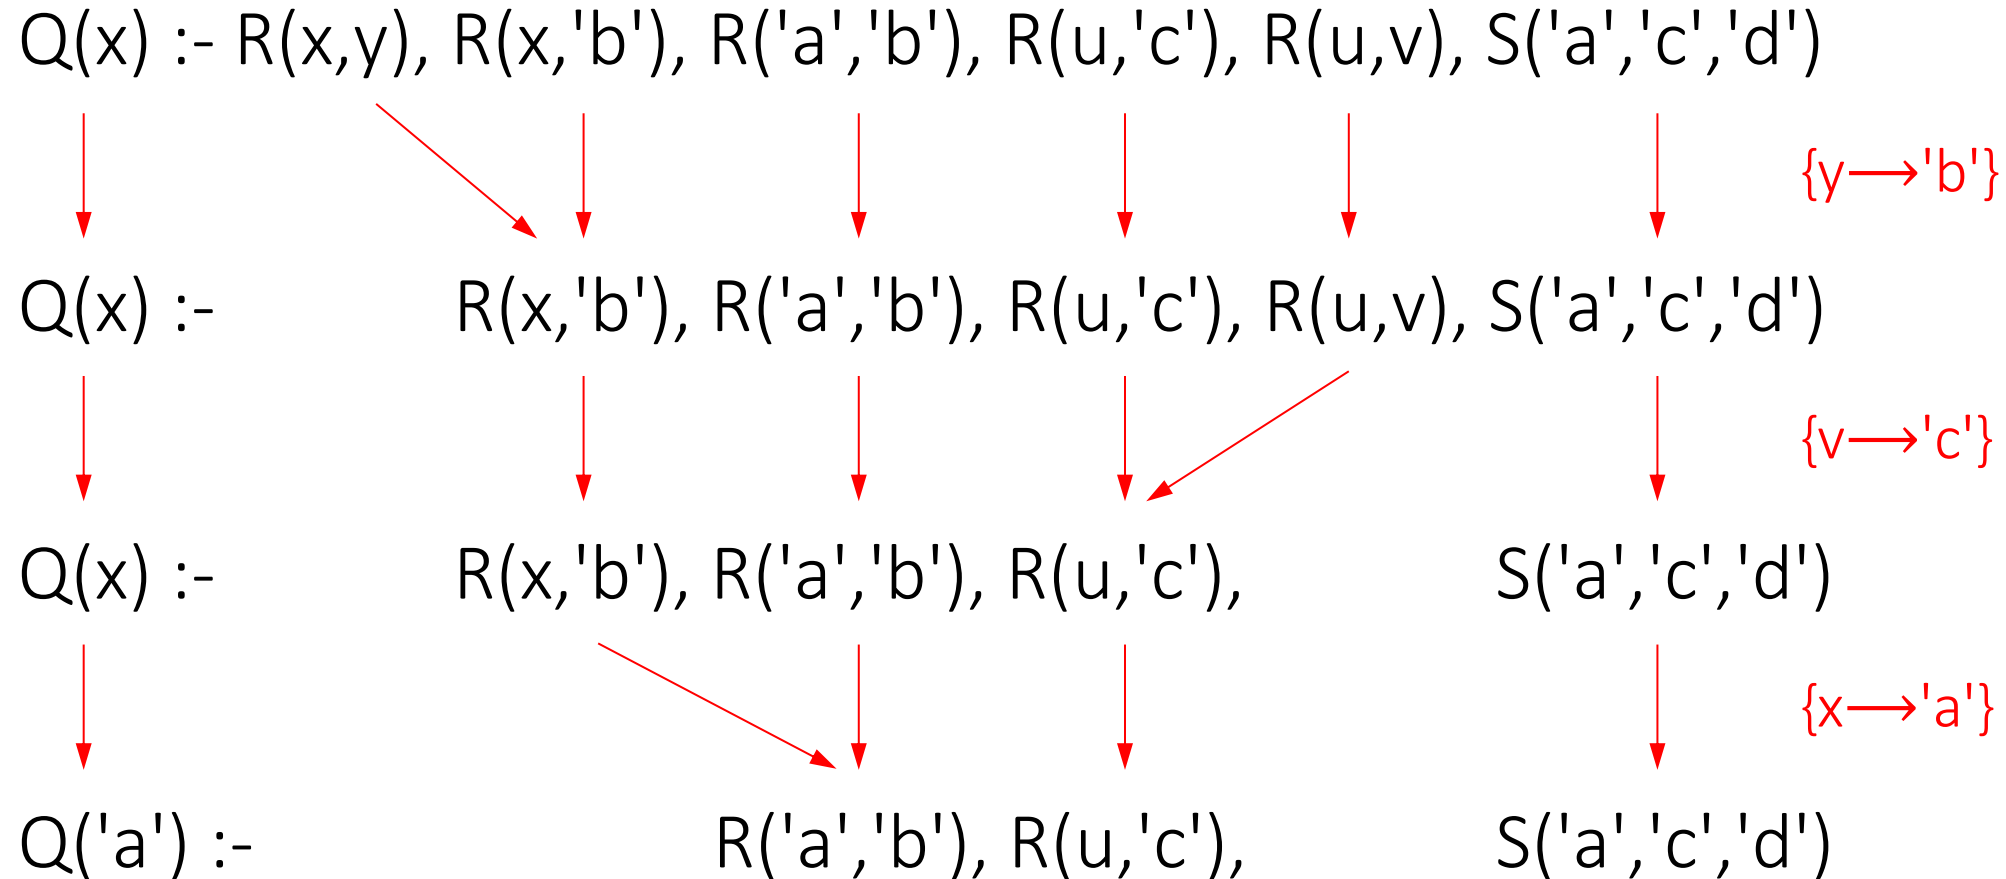 Q(x) :- R(x,y), R(x,'b'), R('a','b'), R(u,'c'), R(u,v), S('a','c','d')
{y⟶'b'}
Q(x) :- R(x,'b'), R('a','b'), R(u,'c'), R(u,v), S('a','c','d')
{v⟶'c'}
Q(x) :- R(x,'b'), R('a','b'), R(u,'c'), S('a','c','d')
{x⟶'a'}
Q('a') :- R('a','b'), R(u,'c'), S('a','c','d')